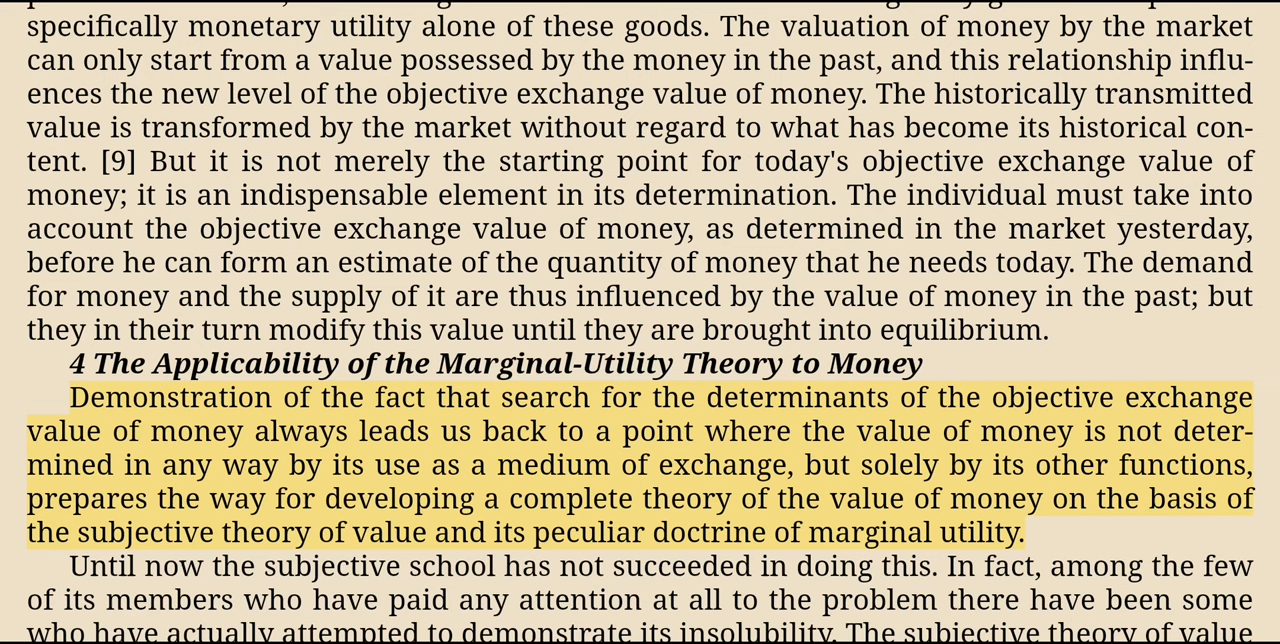 specifically monetary utility alone of these goods. The valuation of money by the market
can only start from a value possessed by the money in the past, and this relationship influ-
ences the new level of the objective exchange value of money. The historically transmitted
value is transformed by the market without regard to what has become its historical con-
tent. [9] But it is not merely the starting point for today's objective exchange value of
money; it is an indispensable element in its determination. The individual must take into
account the objective exchange value of money, as determined in the market yesterday,
before he can form an estimate of the quantity of money that he needs today. The demand
for money and the supply of it are thus influenced by the value of money in the past; but
they in their turn modify this value until they are brought into equilibrium.
4 The Applicability of the Marginal-Utility Theory to Money
Demonstration of the fact that search for the determinants of the objective exchange
value of money always leads us back to a point where the value of money is not deter-
mined in any way by its use as a medium of exchange, but solely by its other functions,
prepares the way for developing a complete theory of the value of money on the basis of
the subjective theory of value and its peculiar doctrine of marginal utility.
Until now the subjective school has not succeeded in doing this. In fact, among the few
of its members who have paid any attention at all to the problem there have been some
who have actually attempted to demonstrate its insolubility. The subjective theory of value